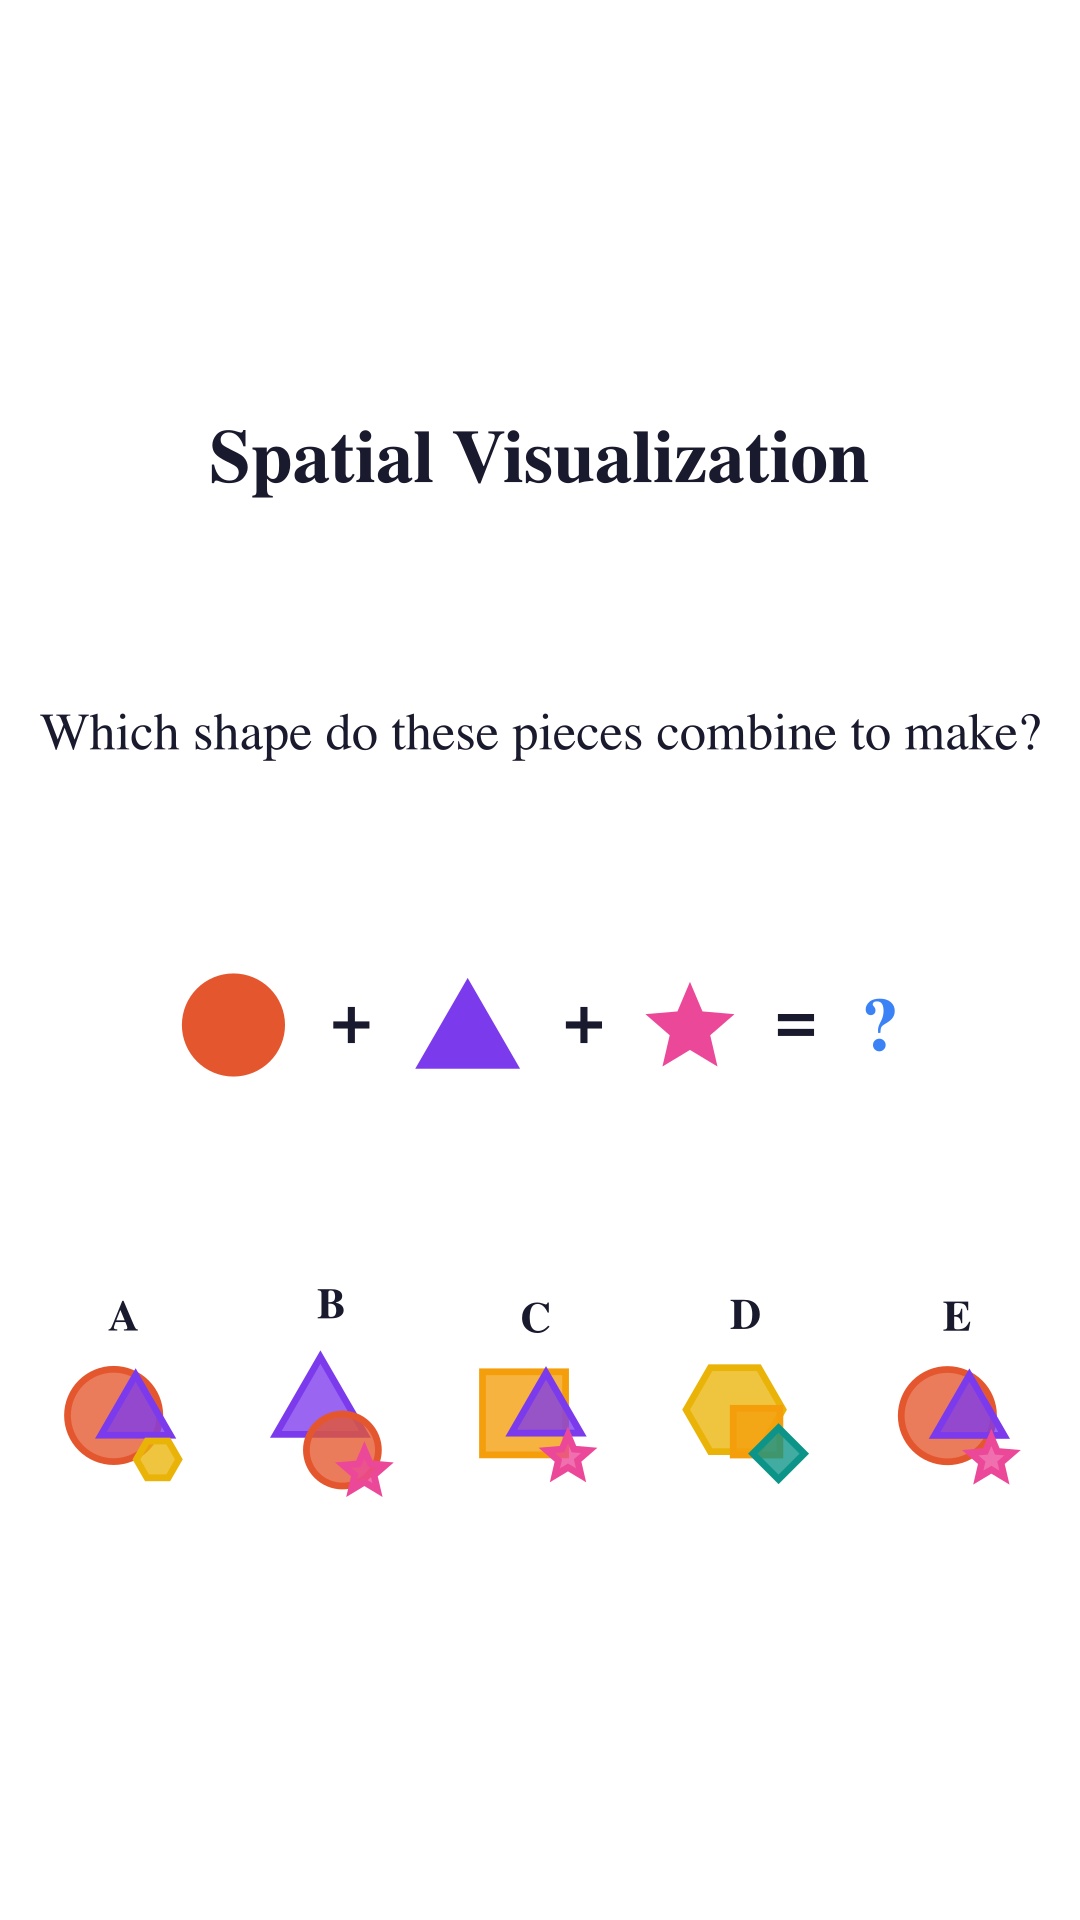 Spatial Visualization
Which shape do these pieces combine to make?
+ + = ?
A B C D E